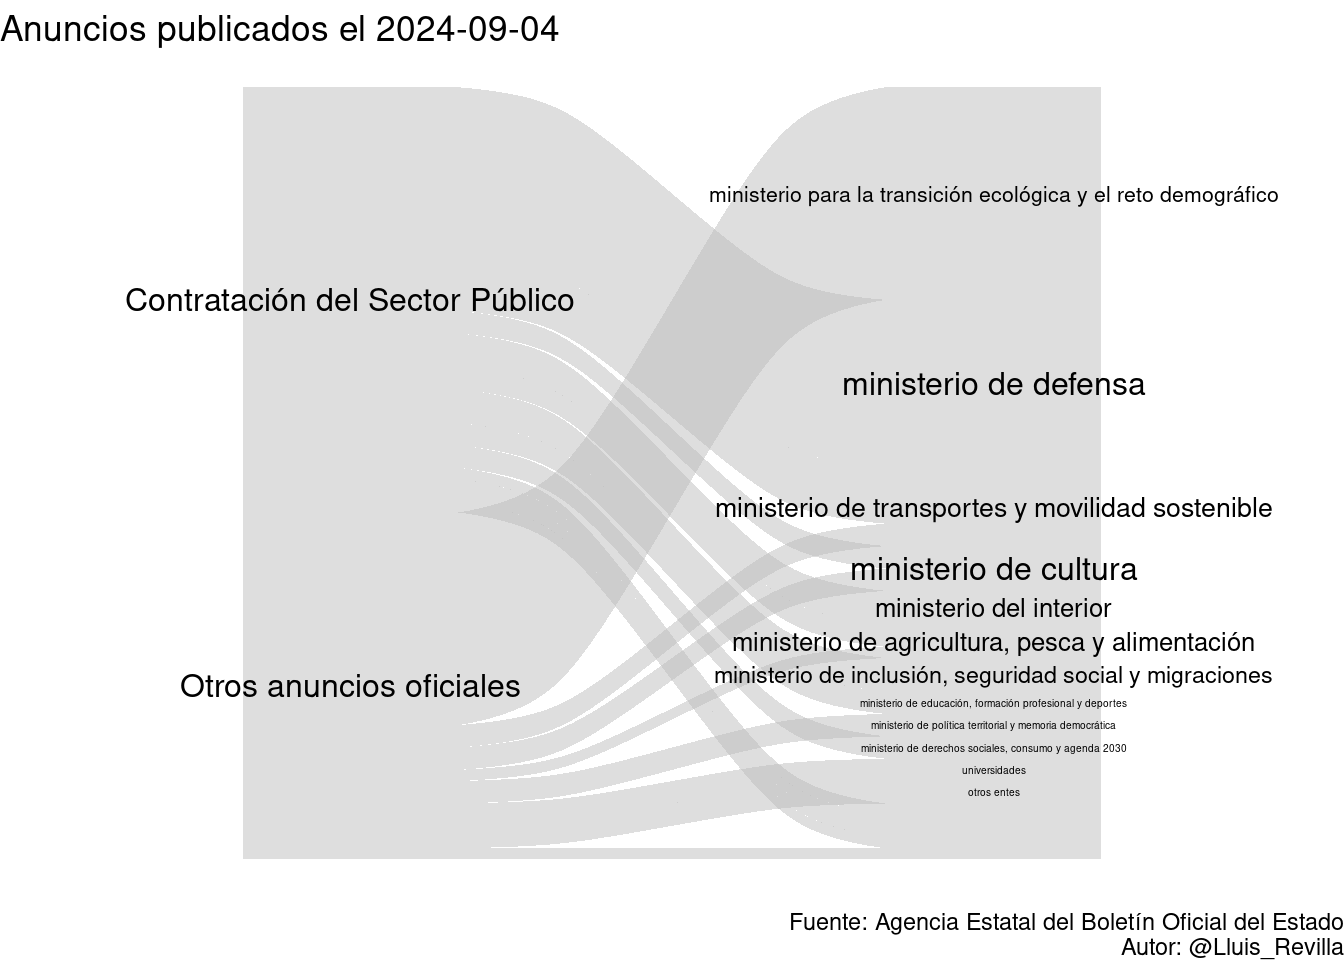 Anuncios publicados el 2024-09-04
ministerio para la transición ecológica y el reto demográfico
Contratación del Sector Público
ministerio de defensa
ministerio de transportes y movilidad sostenible
ministerio de cultura
ministerio del interior
ministerio de agricultura, pesca y alimentación
ministerio de inclusión, seguridad social y migraciones
Otros anuncios oficiales
ministerio de educación, formación profesional y deportes
ministerio de política territorial y memoria democrática
ministerio de derechos sociales, consumo y agenda 2030
universidades
otros entes
Fuente: Agencia Estatal del Boletín Oficial del Estado
Autor: @Lluis_Revilla